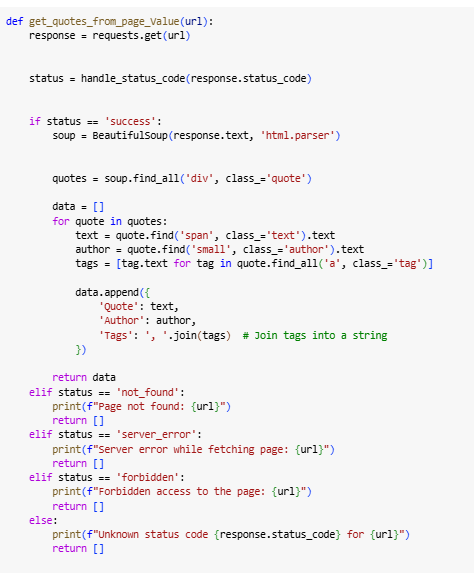 def get_quotes_from_page_Value(url):
    response = requests.get(url)
    status = handle_status_code(response.status_code)
    if status == 'success':
        soup = BeautifulSoup(response.text, 'html.parser')
        quotes = soup.find_all('div', class_='quote')
        data = []
        for quote in quotes:
            text = quote.find('span', class_='text').text
            author = quote.find('small', class_='author').text
            tags = [tag.text for tag in quote.find_all('a', class_='tag')]
            data.append({
                'Quote': text,
                'Author': author,
                'Tags': ', '.join(tags)  # Join tags into a string
            })
        return data
    elif status == 'not_found':
        print(f"Page not found: {url}")
        return []
    elif status == 'server_error':
        print(f"Server error while fetching page: {url}")
        return []
    elif status == 'forbidden':
        print(f"Forbidden access to the page: {url}")
        return []
    else:
        print(f"Unknown status code {response.status_code} for {url}")
        return []